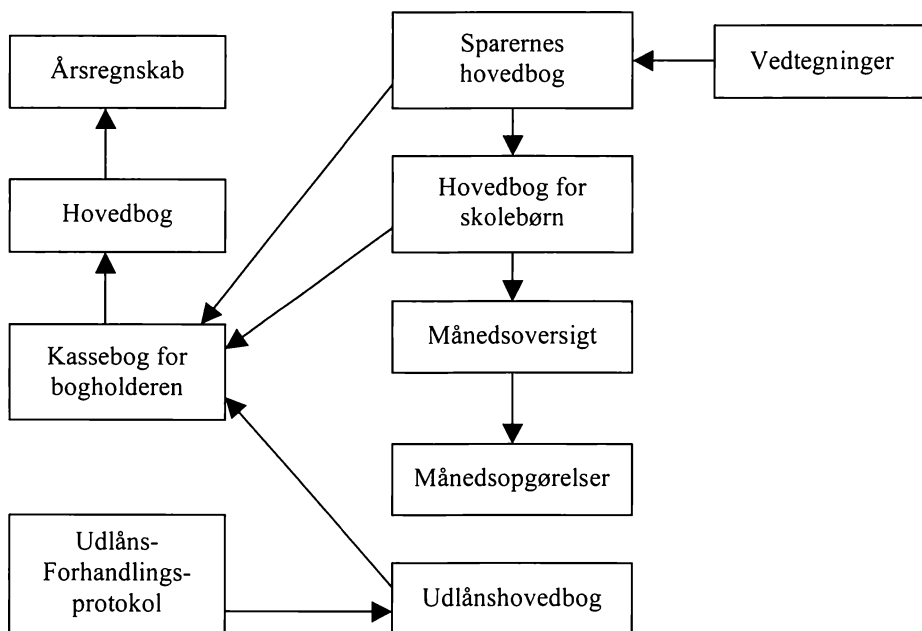 Årsregnskab
Sparernes
hovedbog
Vedtegninger
Hovedbog
Hovedbog for
skolebørn
Kassebog for
bogholderen
Månedsoversigt
Månedsopgørelser
Udlåns-
Forhandlings-
protokol
Udlånshovedbog